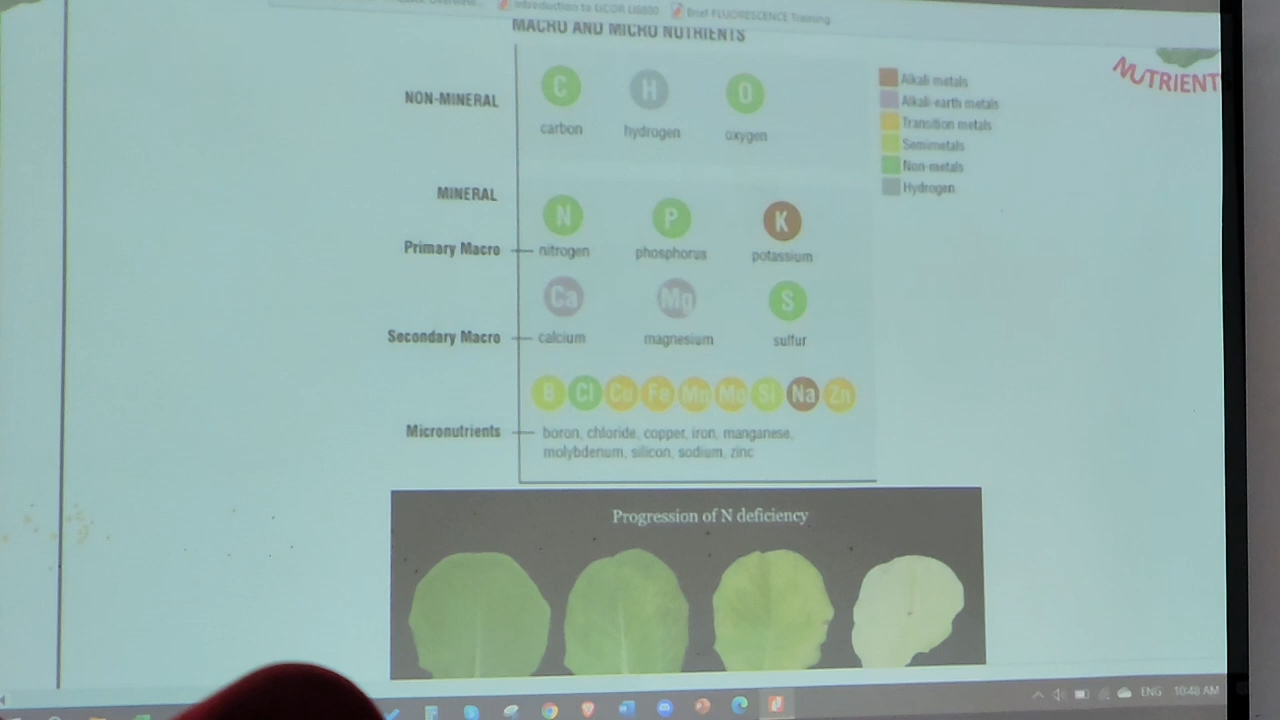 Introduction to LiCOR LI6800
Brief FLUORESCENCE Training
MACRO AND MICRO NUTRIENTS
NUTRIENT
NON-MINERAL
C
H
O
carbon
hydrogen
oxygen
Alkali metals
Alkali-earth metals
Transition metals
Semimetals
Non-metals
Hydrogen
MINERAL
N
P
K
Primary Macro
nitrogen
phosphorus
potassium
Ca
Mg
S
Secondary Macro
calcium
magnesium
sulfur
B Cl Cu Fe Mn Mo Si Na Zn
Micronutrients
boron, chloride, copper, iron, manganese,
molybdenum, silicon, sodium, zinc
Progression of N deficiency
ENG
10:48 AM